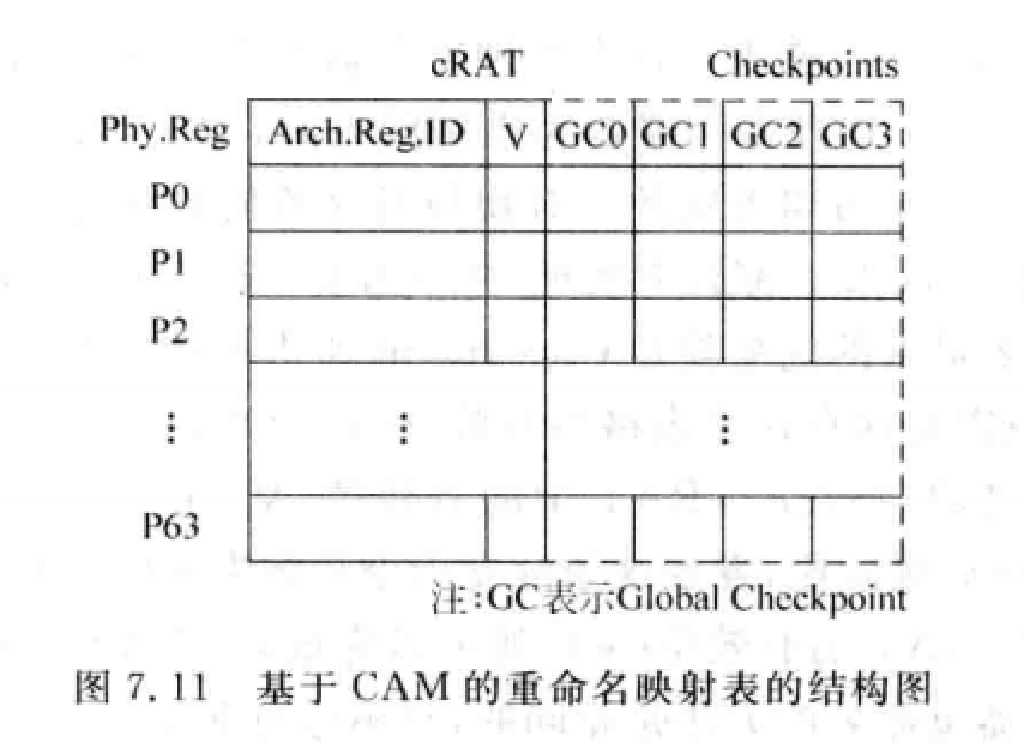 cRAT Checkpoints
Phy.Reg Arch.Reg.ID V GC0 GC1 GC2 GC3
P0
P1
P2
⋮ ⋮ ⋮
P63
注:GC表示Global Checkpoint
图 7.11 基于 CAM 的重命名映射表的结构图